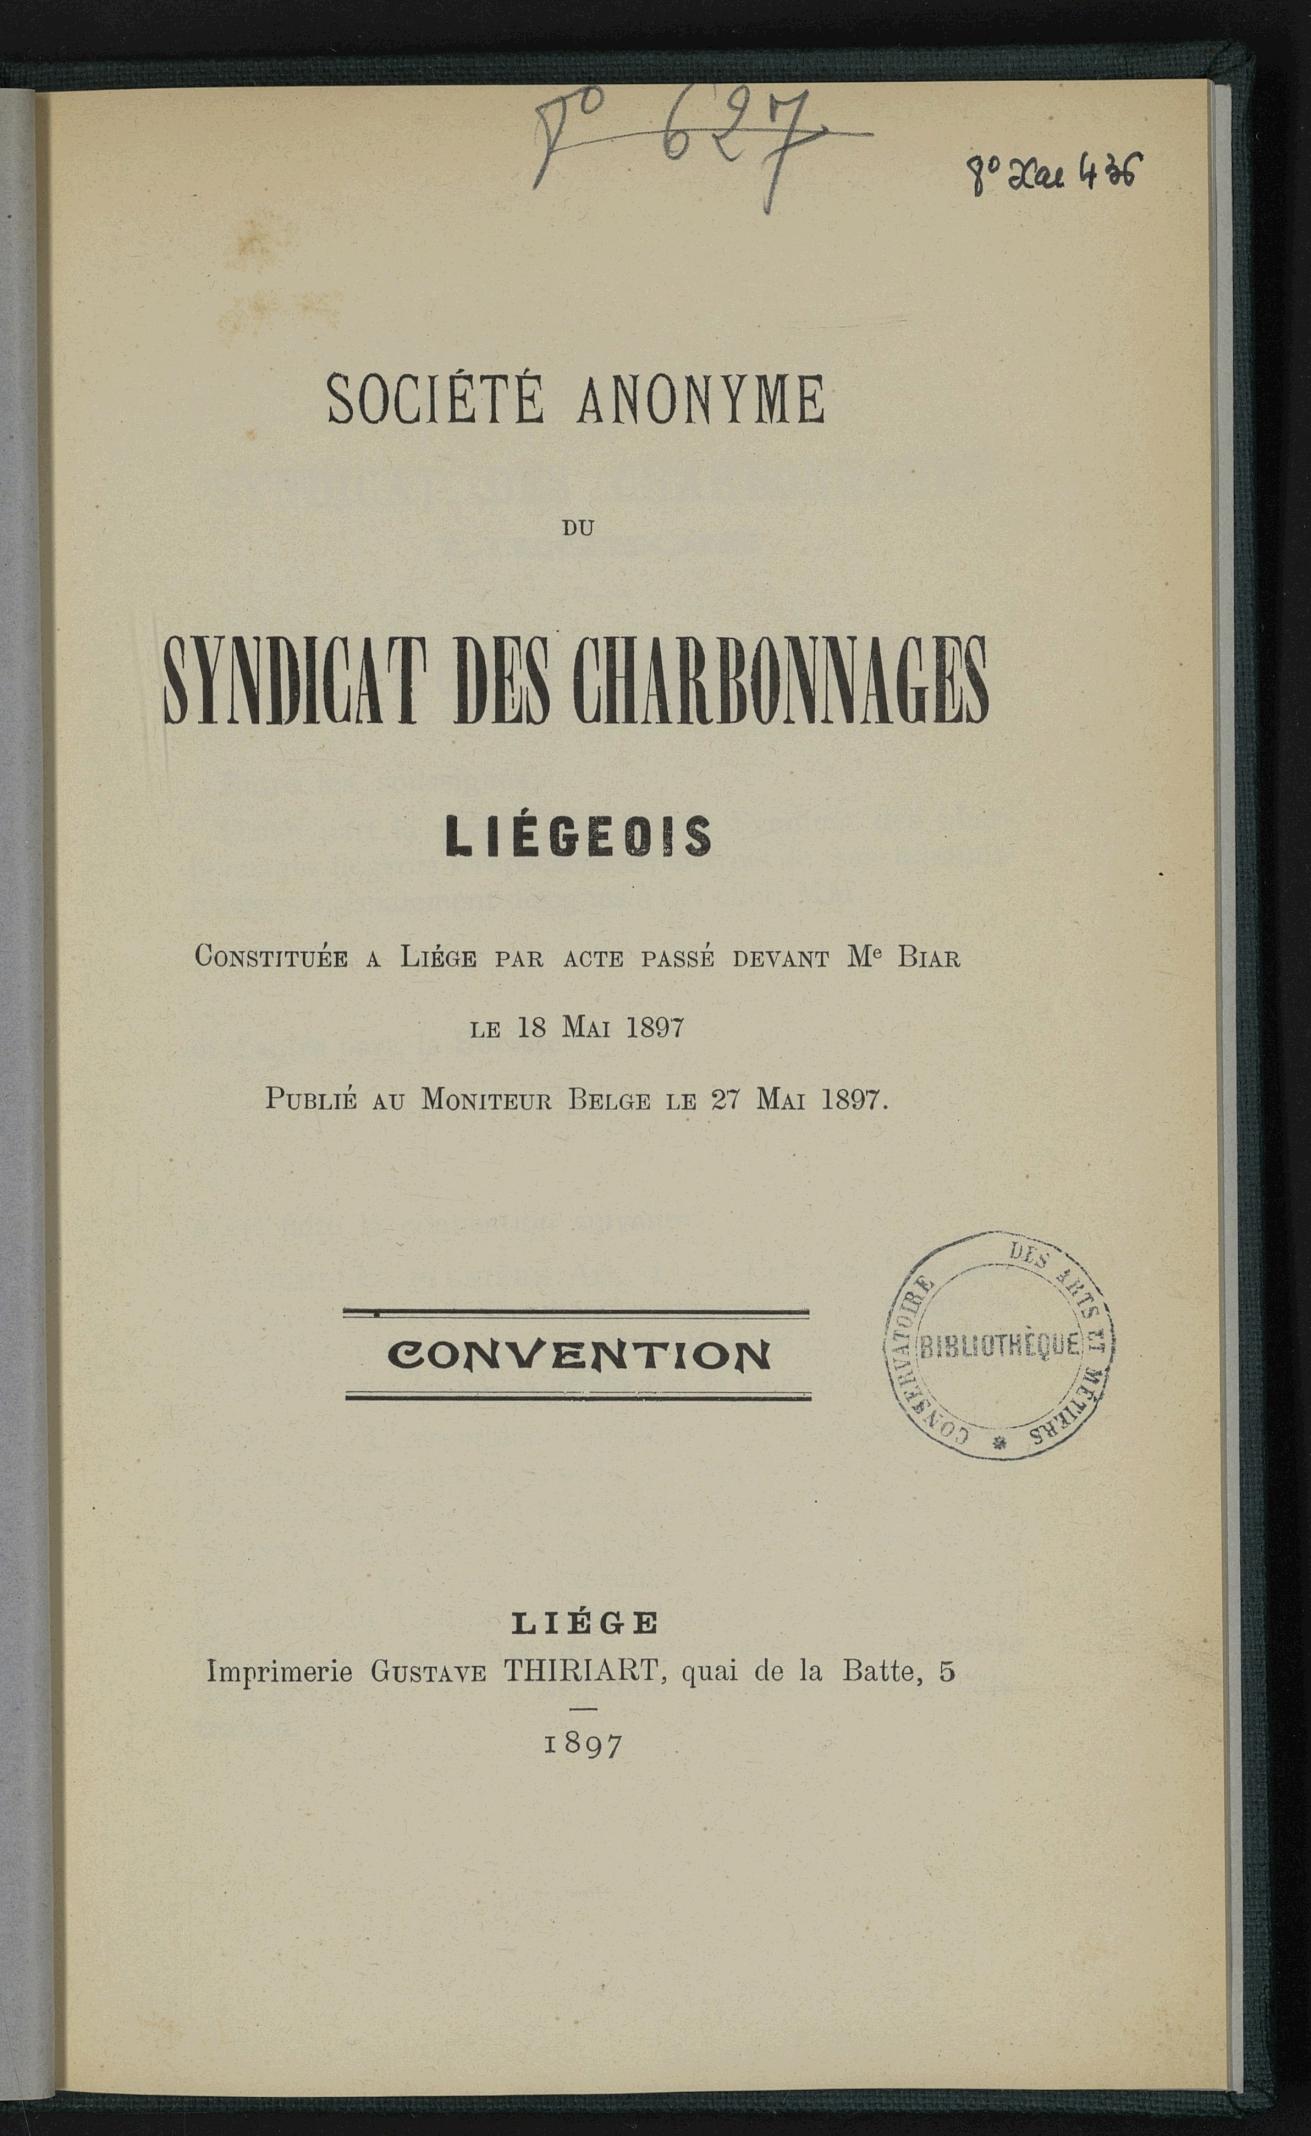 8° 627
8° Xae 436
SOCIÉTÉ ANONYME
DU
SYNDICAT DES CHARBONNAGES
LIÉGEOIS
CONSTITUÉE A LIÉGE PAR ACTE PASSÉ DEVANT Me BIAR
LE 18 MAI 1897
PUBLIÉ AU MONITEUR BELGE LE 27 MAI 1897.
CONVENTION
CONSERVATOIRE DES ARTS ET MÉTIERS
BIBLIOTHÈQUE
LIÉGE
Imprimerie GUSTAVE THIRIART, quai de la Batte, 5
1897